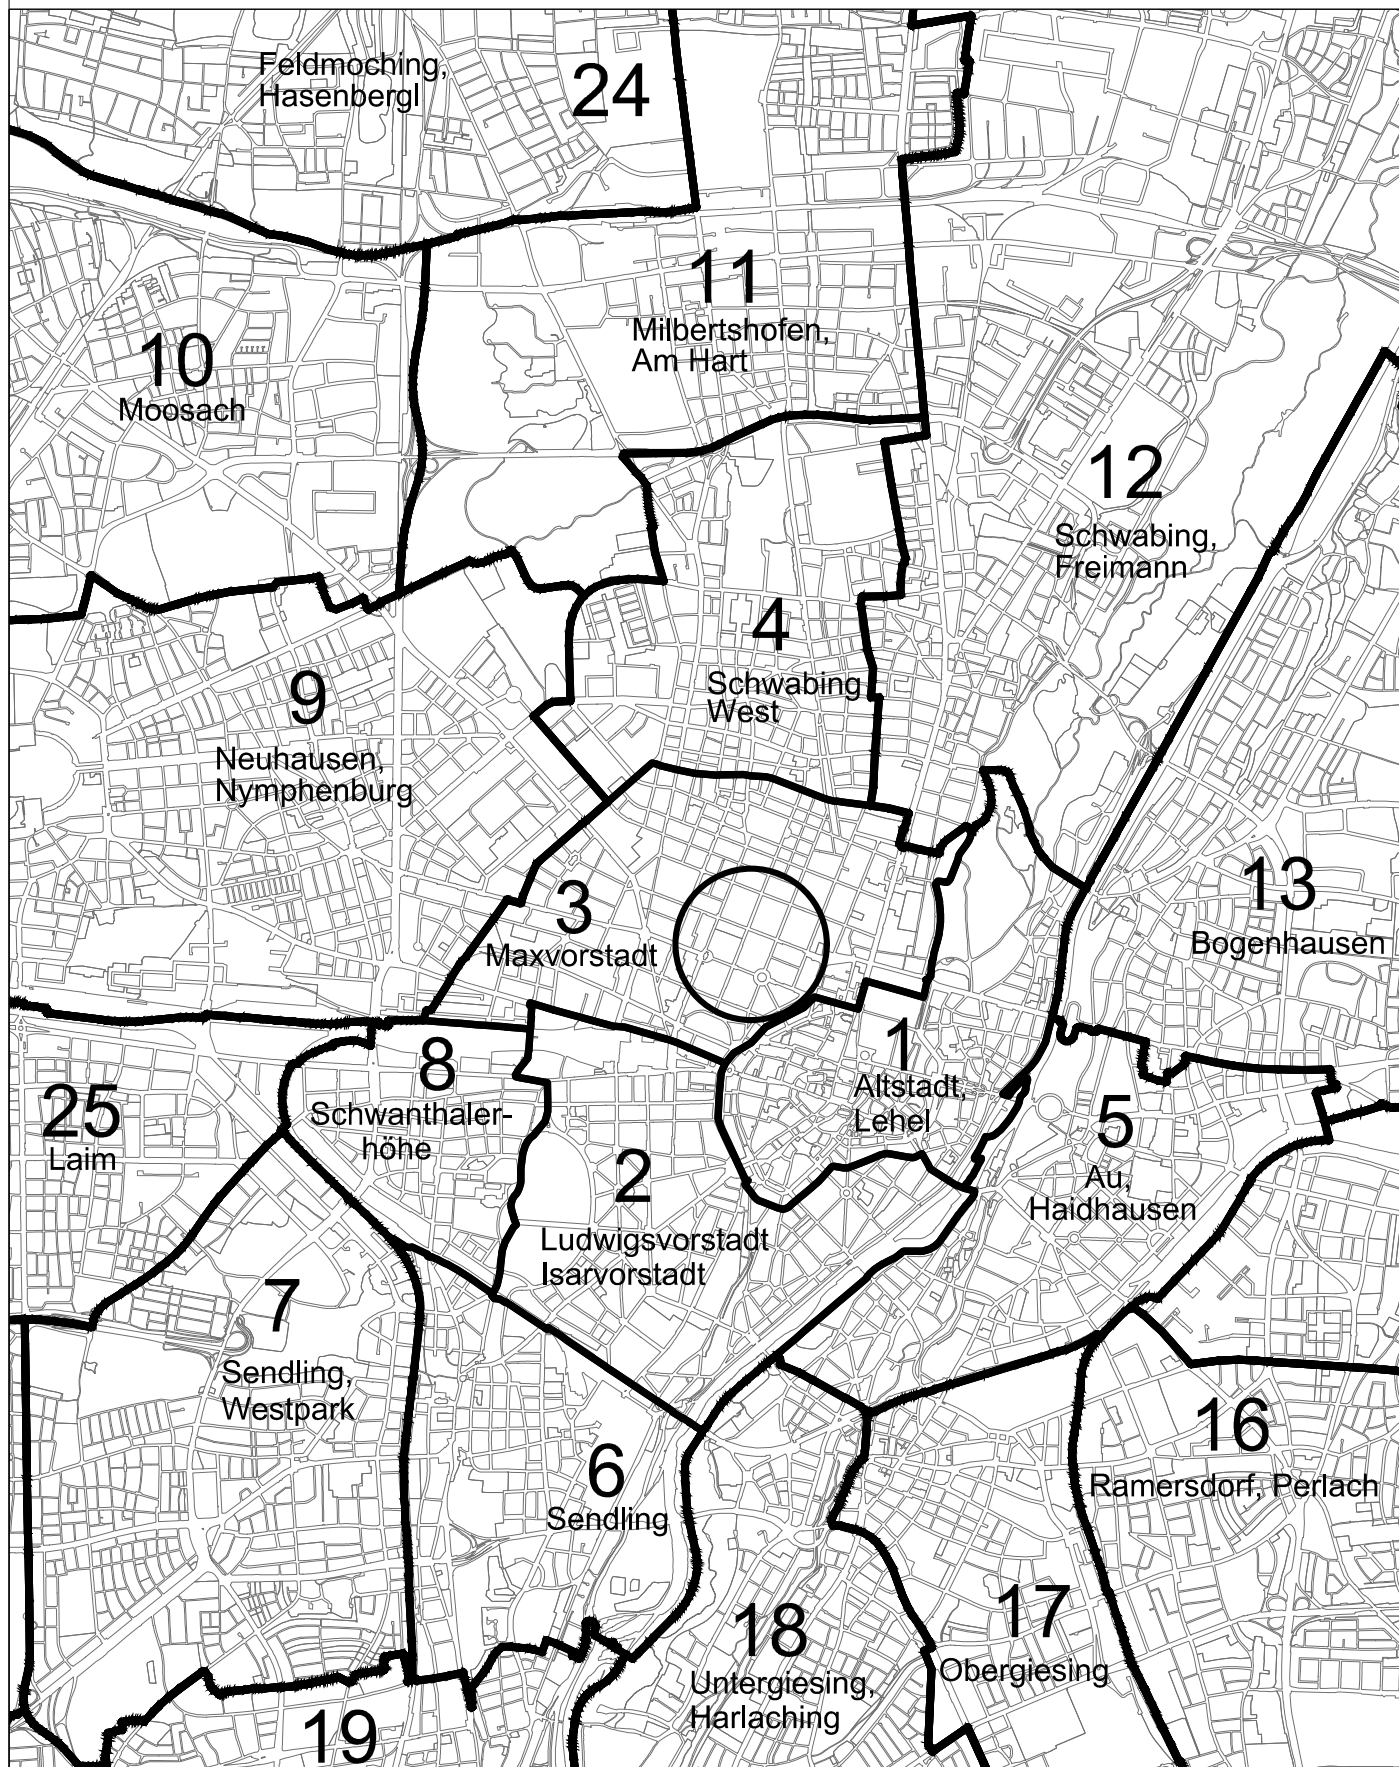 Feldmoching,
Hasenbergl
24
11
Milbertshofen,
Am Hart
10
Moosach
12
Schwabing,
Freimann
4
Schwabing
West
9
Neuhausen,
Nymphenburg
13
Bogenhausen
3
Maxvorstadt
1
Altstadt,
Lehel
8
Schwanthaler-
höhe
25
Laim
5
Au,
Haidhausen
2
Ludwigsvorstadt
Isarvorstadt
7
Sendling,
Westpark
16
Ramersdorf, Perlach
6
Sendling
17
Obergiesing
18
Untergiesing,
Harlaching
19